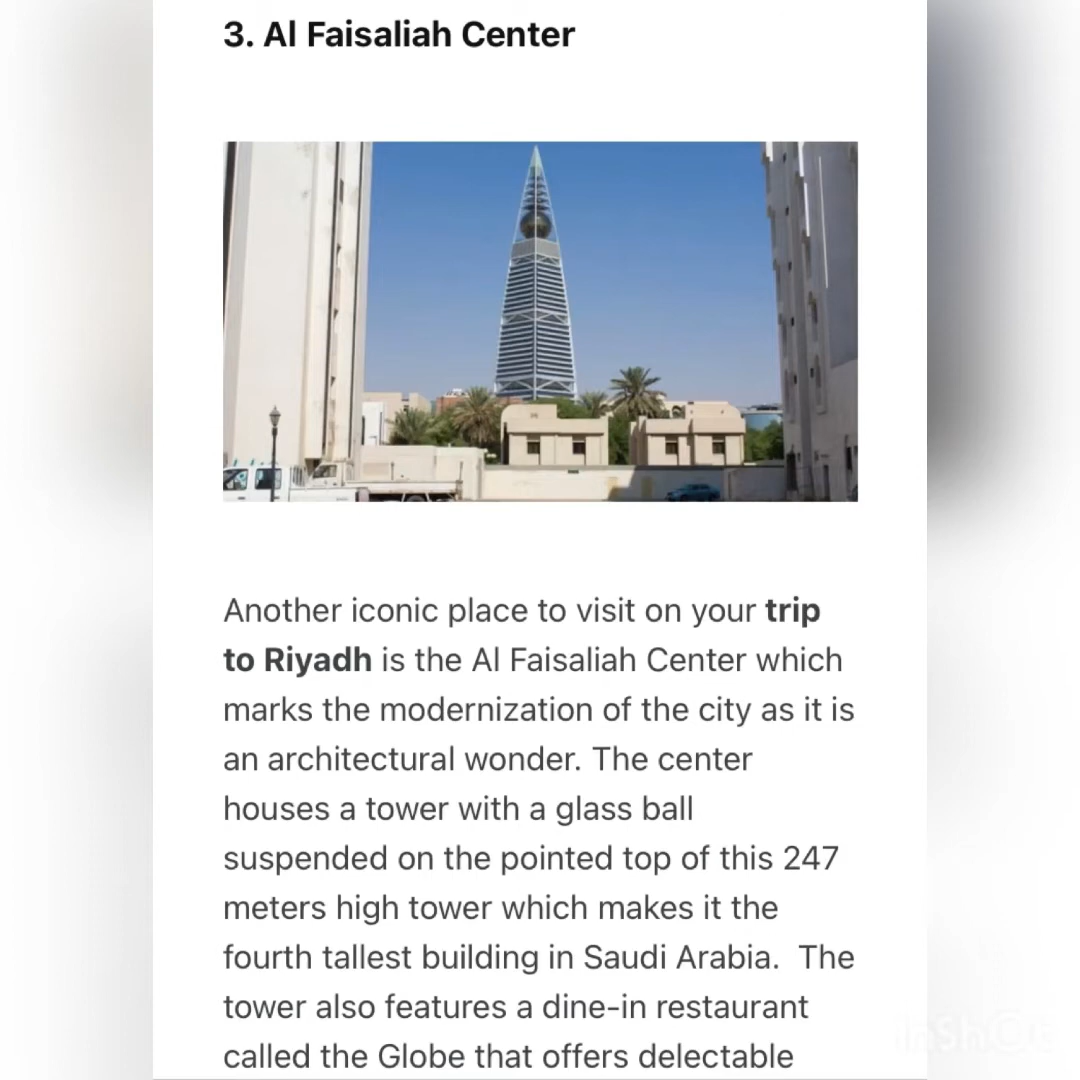 3. Al Faisaliah Center
Another iconic place to visit on your trip
to Riyadh is the Al Faisaliah Center which
marks the modernization of the city as it is
an architectural wonder. The center
houses a tower with a glass ball
suspended on the pointed top of this 247
meters high tower which makes it the
fourth tallest building in Saudi Arabia.  The
tower also features a dine-in restaurant
called the Globe that offers delectable
InShOt